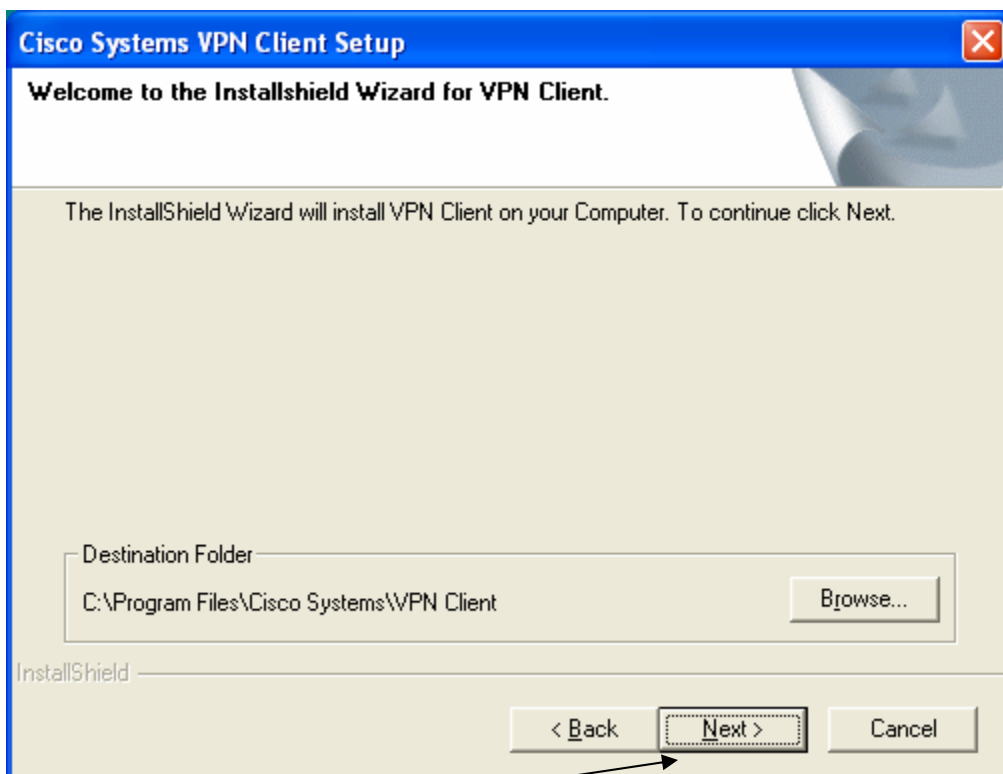 Cisco Systems VPN Client Setup
Welcome to the Installshield Wizard for VPN Client.
The InstallShield Wizard will install VPN Client on your Computer. To continue click Next.
Destination Folder
C:\Program Files\Cisco Systems\VPN Client
Browse...
InstallShield
< Back
Next >
Cancel